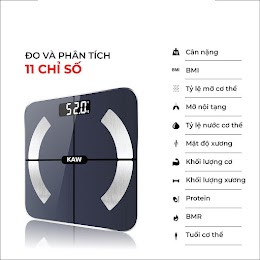 ĐO VÀ PHÂN TÍCH
11 CHỈ SỐ
52.0
KAW
Cân nặng
BMI BMI
Tỷ lệ mỡ cơ thể
Mỡ nội tạng
Tỷ lệ nước cơ thể
Mật độ xương
Khối lượng cơ
Khối lượng xương
Protein
BMR
Tuổi cơ thể